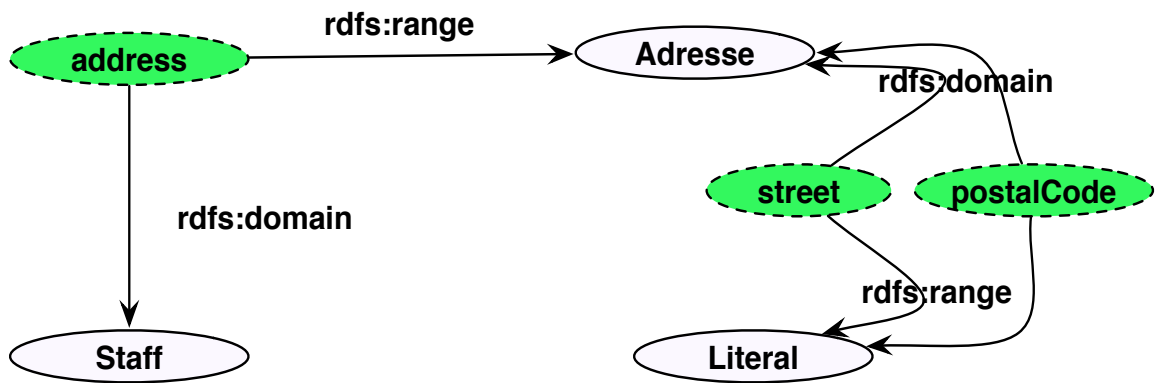 rdfs:range
address
Adresse
rdfs:domain
street
postalCode
rdfs:domain
rdfs:range
Staff
Literal